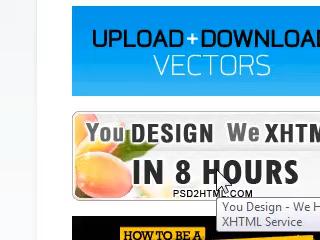 UPLOAD+DOWNLOAD
VECTORS
You DESIGN We XHTM
IN 8 HOURS
PSD2HTML.COM
You Design - We H
XHTML Service
HOW TO BE A